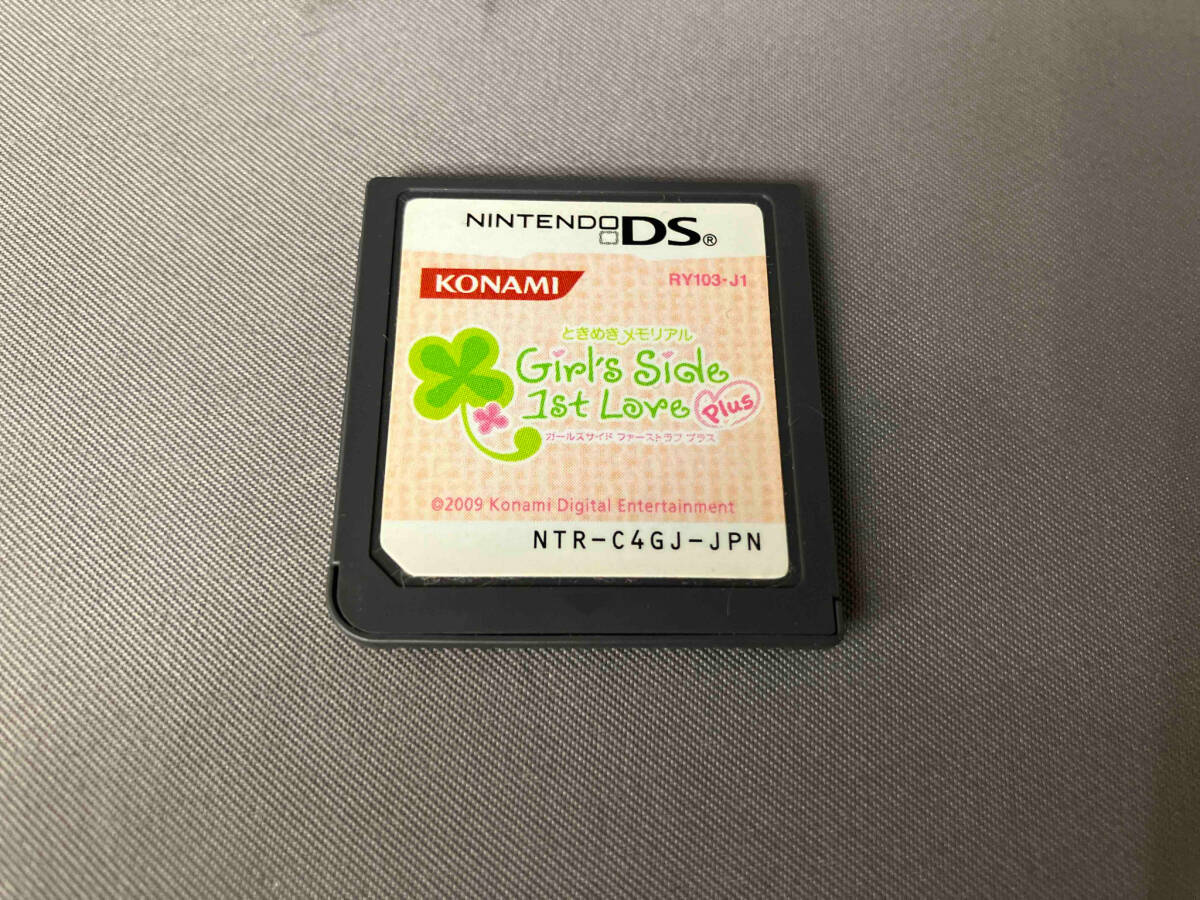 NINTENDO DS®
KONAMI
RY103-J1
ときめきメモリアル
Girl's Side
1st Love Plus
ガールズサイド ファーストラブ プラス
©2009 Konami Digital Entertainment
NTR-C4GJ-JPN